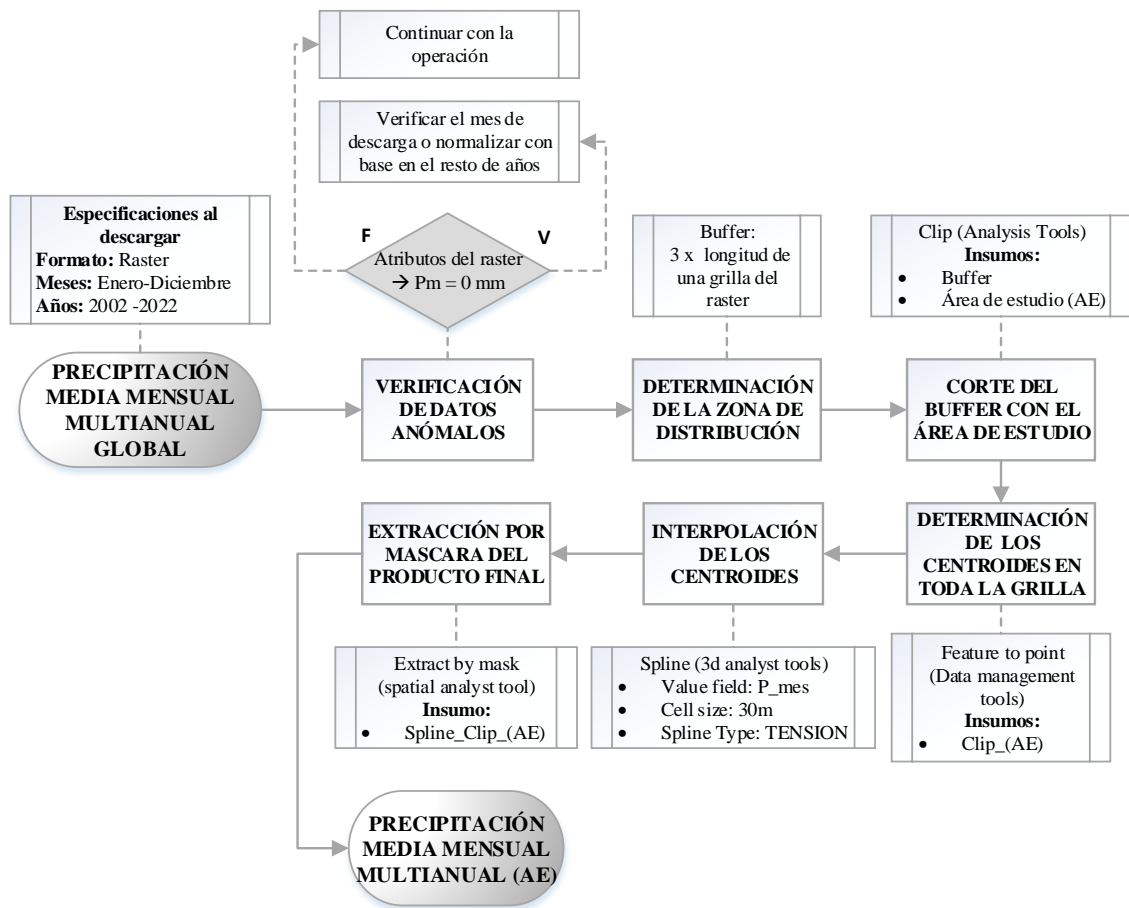 Continuar con la
operación
Verificar el mes de
descarga o normalizar con
base en el resto de años
Especificaciones al
descargar
Formato: Raster
Meses: Enero-Diciembre
Años: 2002 -2022
F
V
Atributos del raster
→ Pm = 0 mm
Buffer:
3 x longitud de
una grilla del
raster
Clip (Analysis Tools)
Insumos:
• Buffer
• Área de estudio (AE)
PRECIPITACIÓN
MEDIA MENSUAL
MULTIANUAL
GLOBAL
VERIFICACIÓN
DE DATOS
ANÓMALOS
DETERMINACIÓN
DE LA ZONA DE
DISTRIBUCIÓN
CORTE DEL
BUFFER CON EL
ÁREA DE ESTUDIO
EXTRACCIÓN POR
MASCARA DEL
PRODUCTO FINAL
INTERPOLACIÓN
DE LOS
CENTROIDES
DETERMINACIÓN
DE LOS
CENTROIDES EN
TODA LA GRILLA
Extract by mask
(spatial analyst tool)
Insumo:
• Spline_Clip_(AE)
Spline (3d analyst tools)
• Value field: P_mes
• Cell size: 30m
• Spline Type: TENSION
Feature to point
(Data management
tools)
Insumos:
• Clip_(AE)
PRECIPITACIÓN
MEDIA MENSUAL
MULTIANUAL (AE)